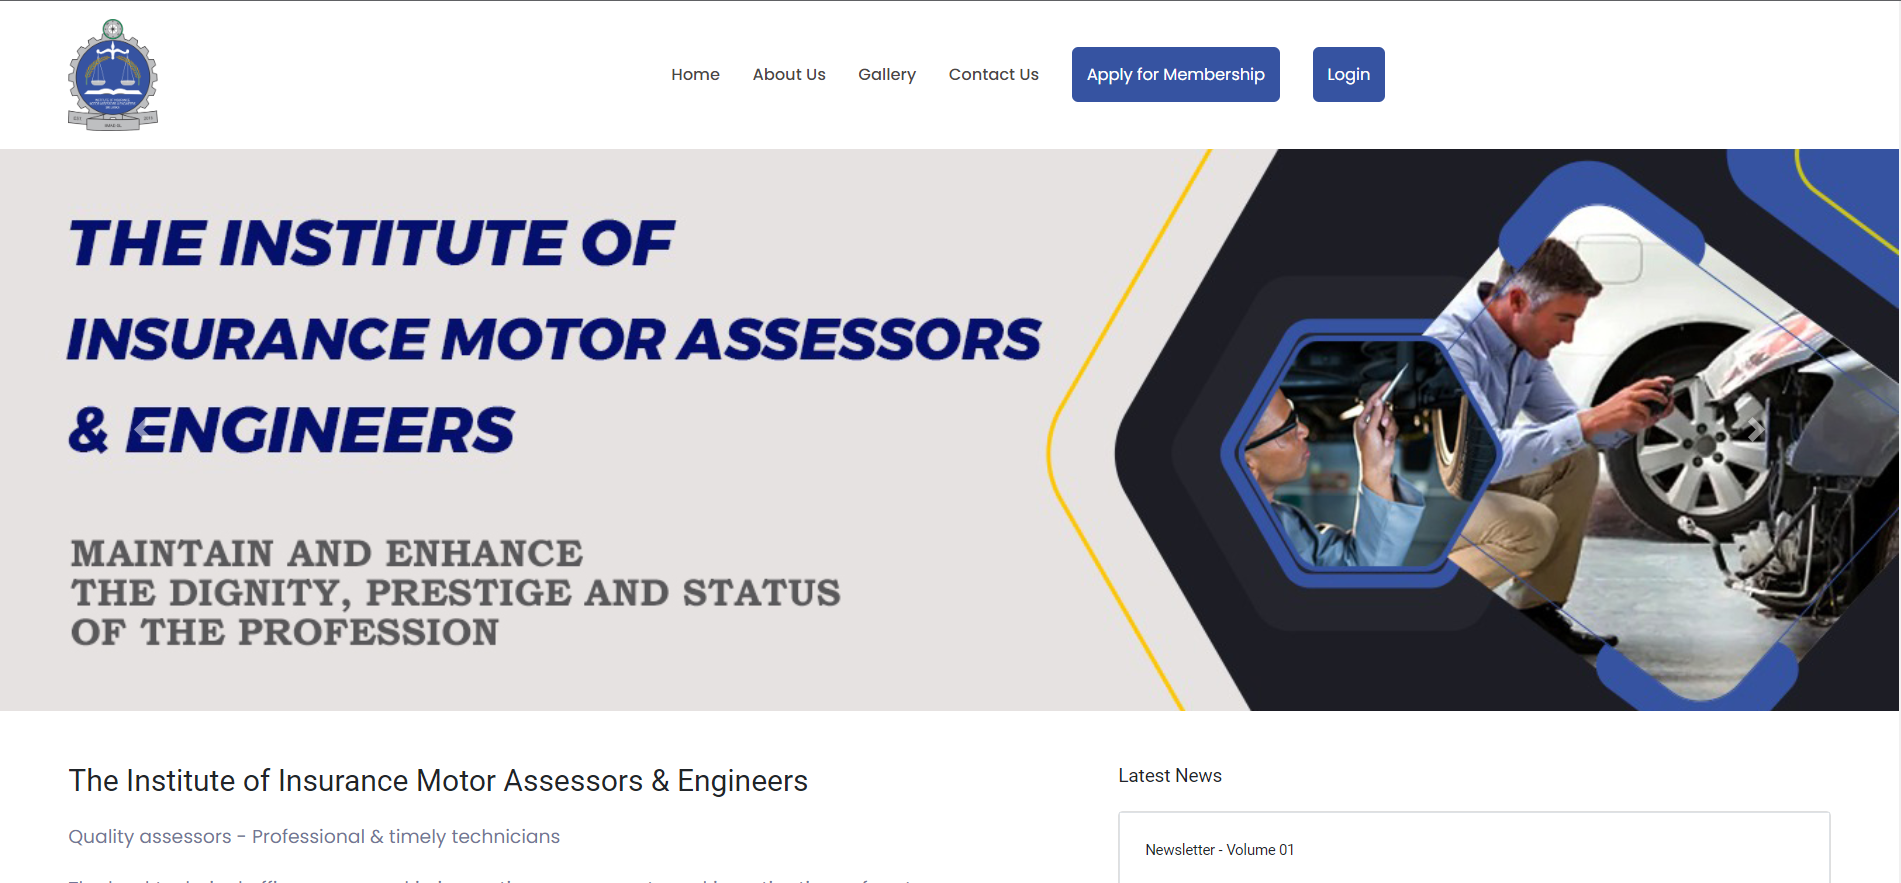 Home
About Us
Gallery
Contact Us
Apply for Membership
Login
THE INSTITUTE OF
INSURANCE MOTOR ASSESSORS
& ENGINEERS
MAINTAIN AND ENHANCE
THE DIGNITY, PRESTIGE AND STATUS
OF THE PROFESSION
The Institute of Insurance Motor Assessors & Engineers
Quality assessors - Professional & timely technicians
Latest News
Newsletter - Volume 01